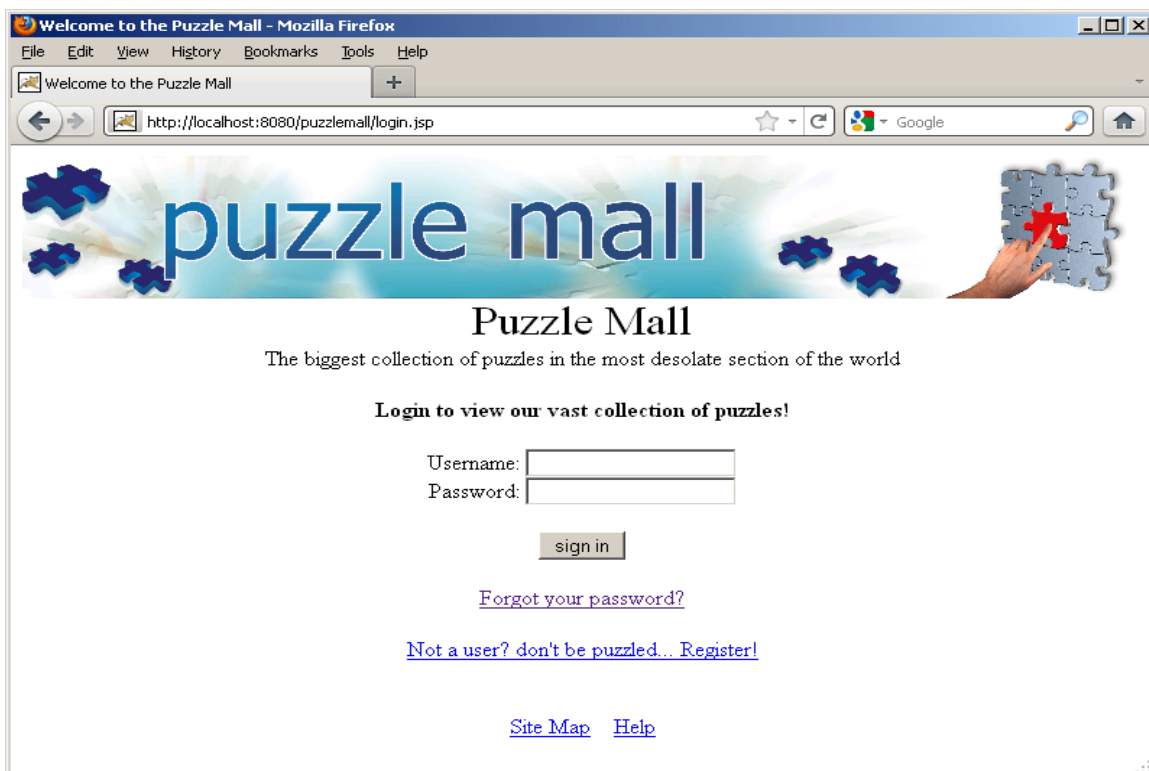 Welcome to the Puzzle Mall - Mozilla Firefox
File Edit View History Bookmarks Tools Help
Welcome to the Puzzle Mall
http://localhost:8080/puzzlemall/login.jsp Google
puzzle mall
Puzzle Mall
The biggest collection of puzzles in the most desolate section of the world
Login to view our vast collection of puzzles!
Username:
Password:
sign in
Forgot your password?
Not a user? don't be puzzled... Register!
Site Map Help